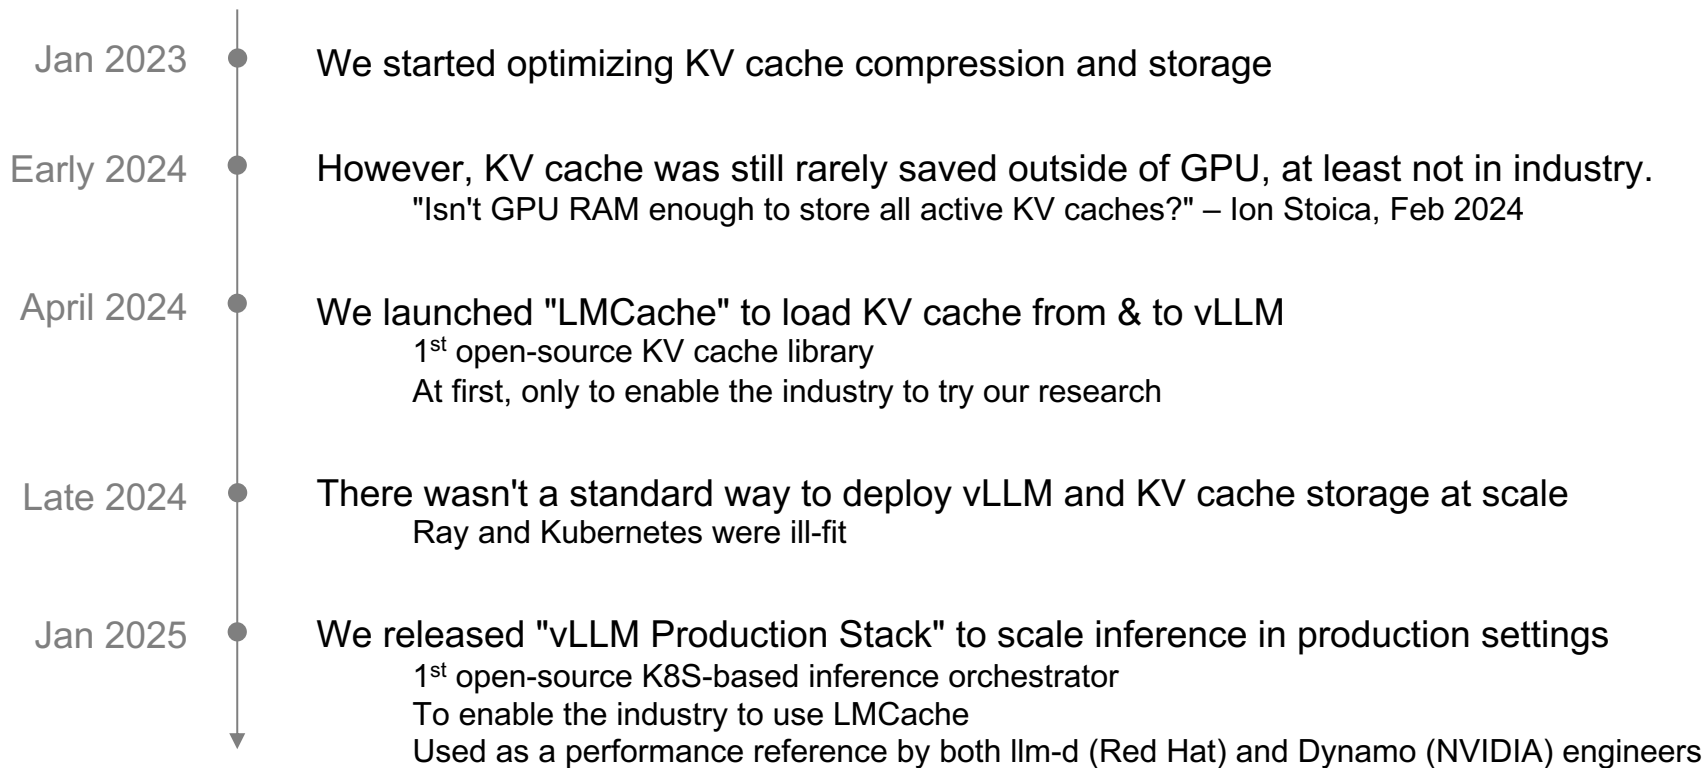 Jan 2023
We started optimizing KV cache compression and storage
Early 2024
However, KV cache was still rarely saved outside of GPU, at least not in industry.
"Isn't GPU RAM enough to store all active KV caches?" – Ion Stoica, Feb 2024
April 2024
We launched "LMCache" to load KV cache from & to vLLM
1st open-source KV cache library
At first, only to enable the industry to try our research
Late 2024
There wasn't a standard way to deploy vLLM and KV cache storage at scale
Ray and Kubernetes were ill-fit
Jan 2025
We released "vLLM Production Stack" to scale inference in production settings
1st open-source K8S-based inference orchestrator
To enable the industry to use LMCache
Used as a performance reference by both llm-d (Red Hat) and Dynamo (NVIDIA) engineers